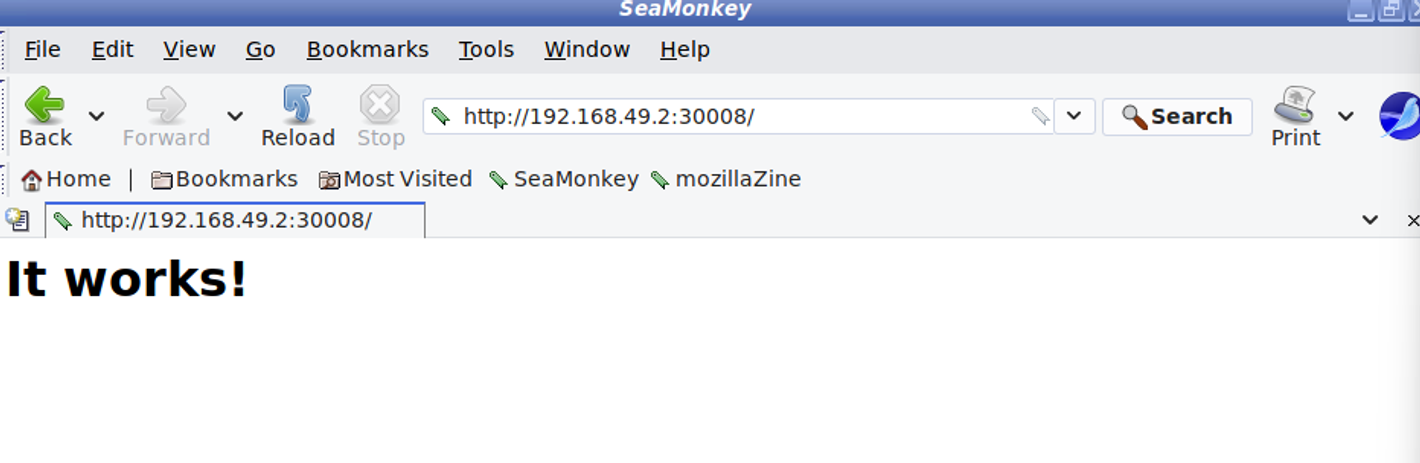 SeaMonkey
File Edit View Go Bookmarks Tools Window Help
http://192.168.49.2:30008/ Search
Back Forward Reload Stop Print
Home | Bookmarks Most Visited SeaMonkey mozillaZine
http://192.168.49.2:30008/
It works!